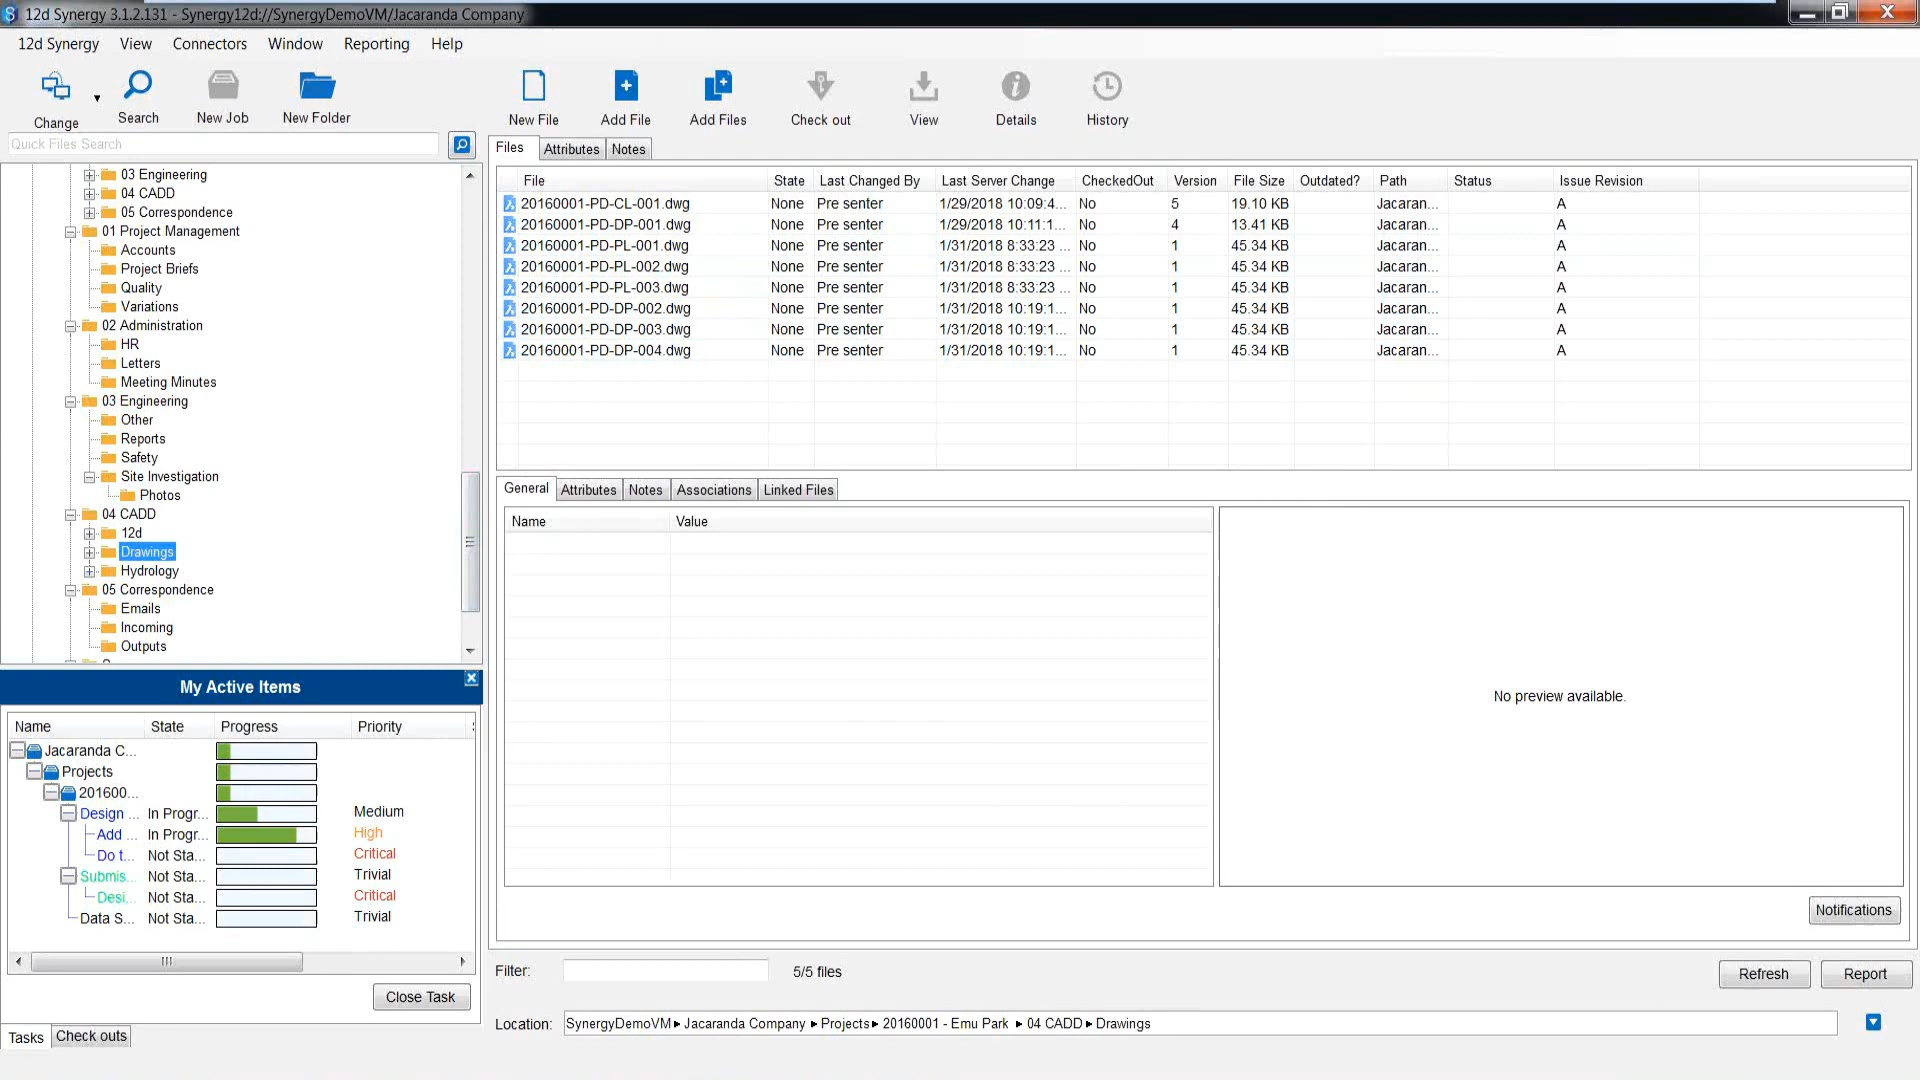 12d Synergy 3.1.2.131 - Synergy12d://SynergyDemoVM/Jacaranda Company
12d Synergy View Connectors Window Reporting Help
Change Search New Job New Folder
New File Add File Add Files Check out View Details History
Quick Files Search
03 Engineering
04 CADD
05 Correspondence
01 Project Management
Accounts
Project Briefs
Quality
Variations
02 Administration
HR
Letters
Meeting Minutes
03 Engineering
Other
Reports
Safety
Site Investigation
Photos
04 CADD
12d
Drawings
Hydrology
05 Correspondence
Emails
Incoming
Outputs
My Active Items
Name State Progress Priority
Jacaranda C...
Projects
201600...
Design ... In Progr... Medium
Add ... In Progr... High
Do t... Not Sta... Critical
Submis... Not Sta... Trivial
Desi... Not Sta... Critical
Data S... Not Sta... Trivial
Close Task
Tasks Check outs
Files Attributes Notes
File State Last Changed By Last Server Change CheckedOut Version File Size Outdated? Path Status Issue Revision
20160001-PD-CL-001.dwg None Pre senter 1/29/2018 10:09:4... No 5 19.10 KB Jacaran... A
20160001-PD-DP-001.dwg None Pre senter 1/29/2018 10:11:1... No 4 13.41 KB Jacaran... A
20160001-PD-PL-001.dwg None Pre senter 1/31/2018 8:33:23 ... No 1 45.34 KB Jacaran... A
20160001-PD-PL-002.dwg None Pre senter 1/31/2018 8:33:23 ... No 1 45.34 KB Jacaran... A
20160001-PD-PL-003.dwg None Pre senter 1/31/2018 8:33:23 ... No 1 45.34 KB Jacaran... A
20160001-PD-DP-002.dwg None Pre senter 1/31/2018 10:19:1... No 1 45.34 KB Jacaran... A
20160001-PD-DP-003.dwg None Pre senter 1/31/2018 10:19:1... No 1 45.34 KB Jacaran... A
20160001-PD-DP-004.dwg None Pre senter 1/31/2018 10:19:1... No 1 45.34 KB Jacaran... A
General Attributes Notes Associations Linked Files
Name Value
No preview available.
Notifications
Filter: 5/5 files
Refresh Report
Location: SynergyDemoVM▸Jacaranda Company▸Projects▸20160001 - Emu Park ▸04 CADD▸Drawings